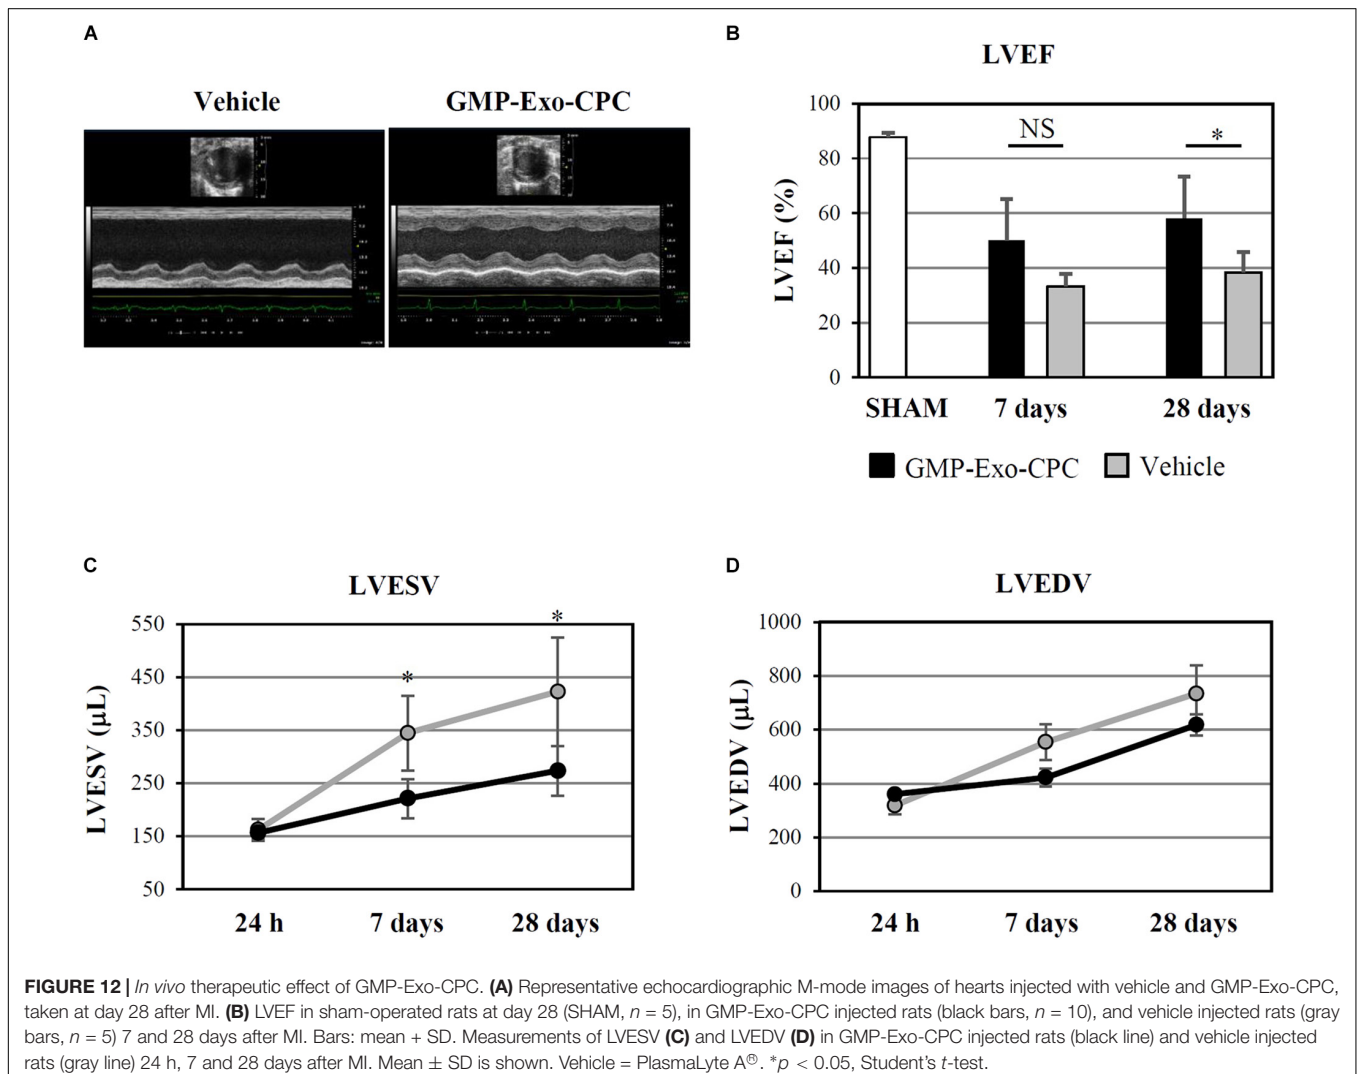 A
Vehicle
GMP-Exo-CPC
B
LVEF
LVEF (%)
100
80
60
40
20
0
NS
*
SHAM
7 days
28 days
GMP-Exo-CPC
Vehicle
C
LVESV
LVESV (µL)
550
450
350
250
150
50
*
*
24 h
7 days
28 days
D
LVEDV
LVEDV (µL)
1000
800
600
400
200
0
24 h
7 days
28 days
FIGURE 12 | In vivo therapeutic effect of GMP-Exo-CPC. (A) Representative echocardiographic M-mode images of hearts injected with vehicle and GMP-Exo-CPC,
taken at day 28 after MI. (B) LVEF in sham-operated rats at day 28 (SHAM, n = 5), in GMP-Exo-CPC injected rats (black bars, n = 10), and vehicle injected rats (gray
bars, n = 5) 7 and 28 days after MI. Bars: mean + SD. Measurements of LVESV (C) and LVEDV (D) in GMP-Exo-CPC injected rats (black line) and vehicle injected
rats (gray line) 24 h, 7 and 28 days after MI. Mean ± SD is shown. Vehicle = PlasmaLyte A®. *p < 0.05, Student's t-test.